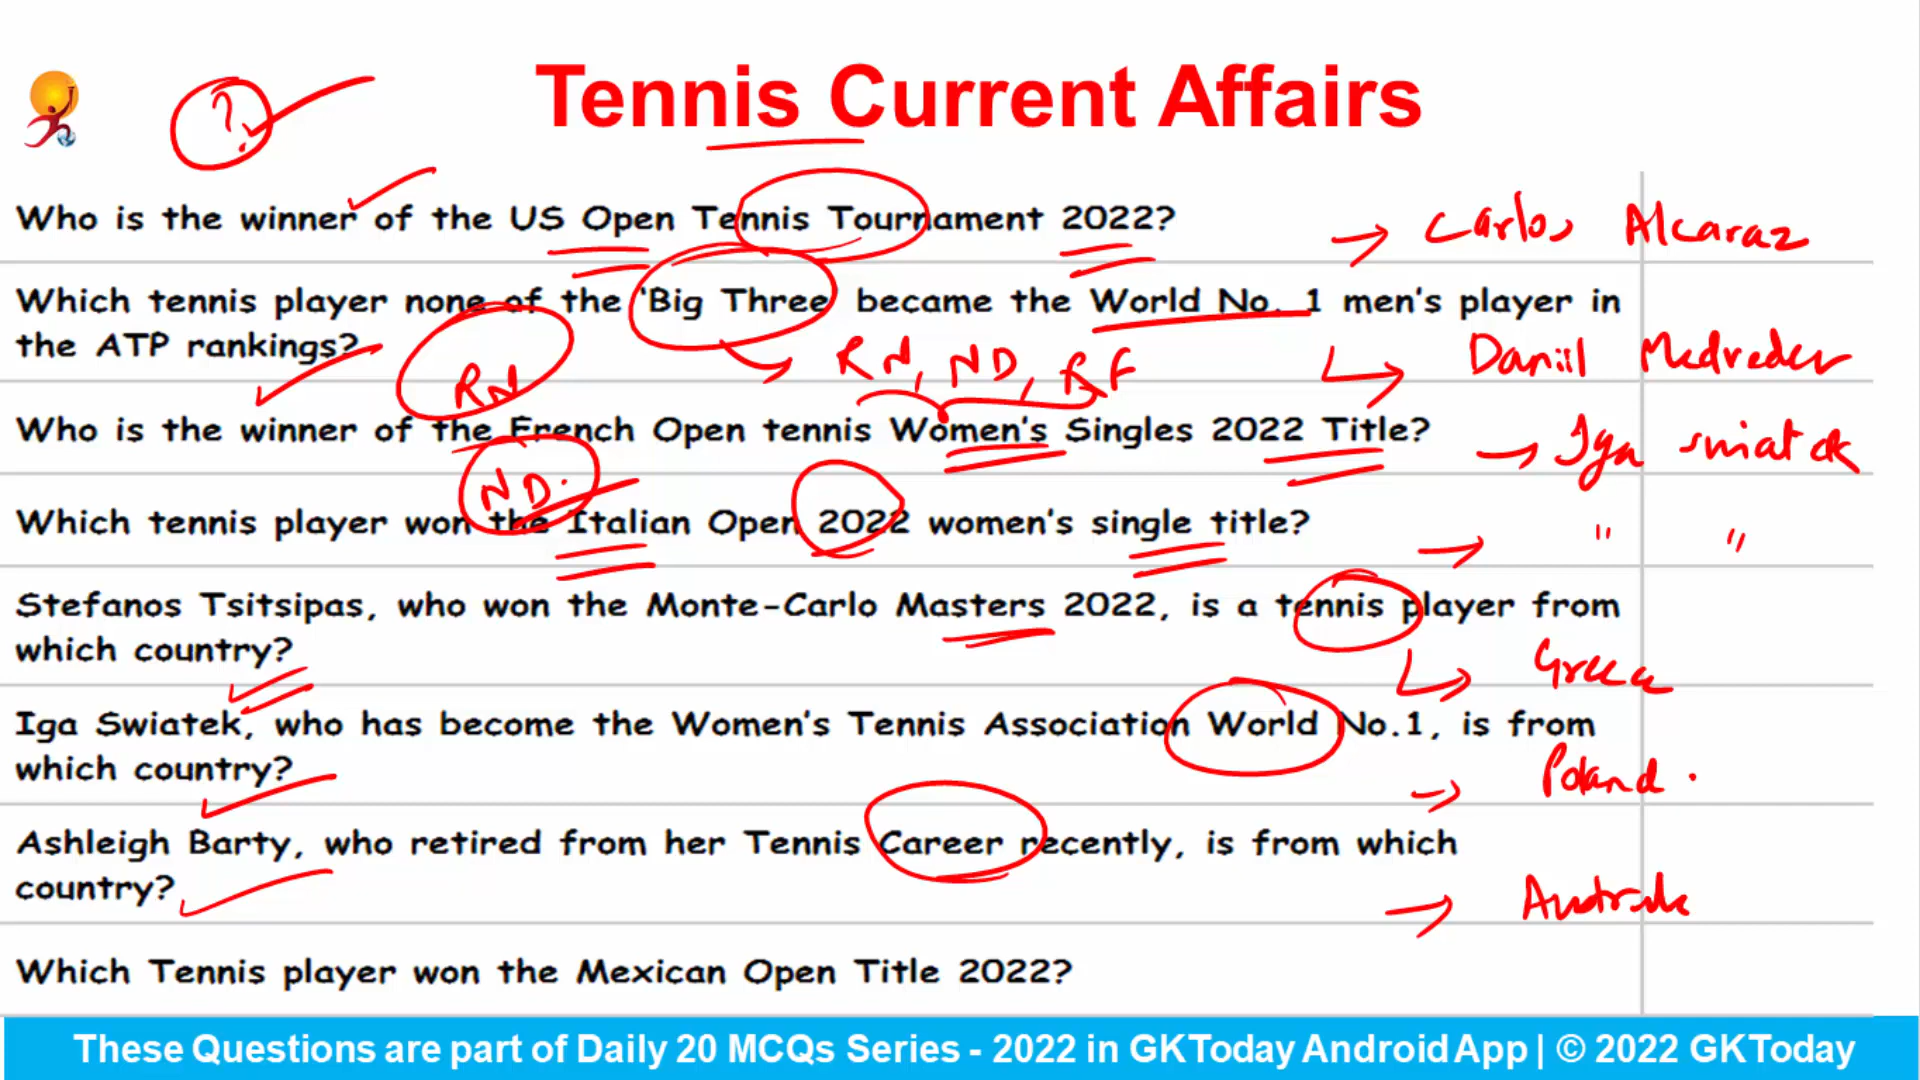 ?
Tennis Current Affairs
Who is the winner of the US Open Tennis Tournament 2022?
→ Carlos Alcaraz
Which tennis player none of the 'Big Three' became the World No. 1 men's player in
the ATP rankings?
RN
→ RN, ND, RF
→ Daniil Medvedev
Who is the winner of the French Open tennis Women's Singles 2022 Title?
→ Iga swiatek
ND.
Which tennis player won the Italian Open 2022 women's single title?
→ " "
Stefanos Tsitsipas, who won the Monte-Carlo Masters 2022, is a tennis player from
which country?
→ Greece
Iga Swiatek, who has become the Women's Tennis Association World No.1, is from
which country?
→ Poland.
Ashleigh Barty, who retired from her Tennis Career recently, is from which
country?
→ Australia
Which Tennis player won the Mexican Open Title 2022?
These Questions are part of Daily 20 MCQs Series - 2022 in GKToday Android App | © 2022 GKToday